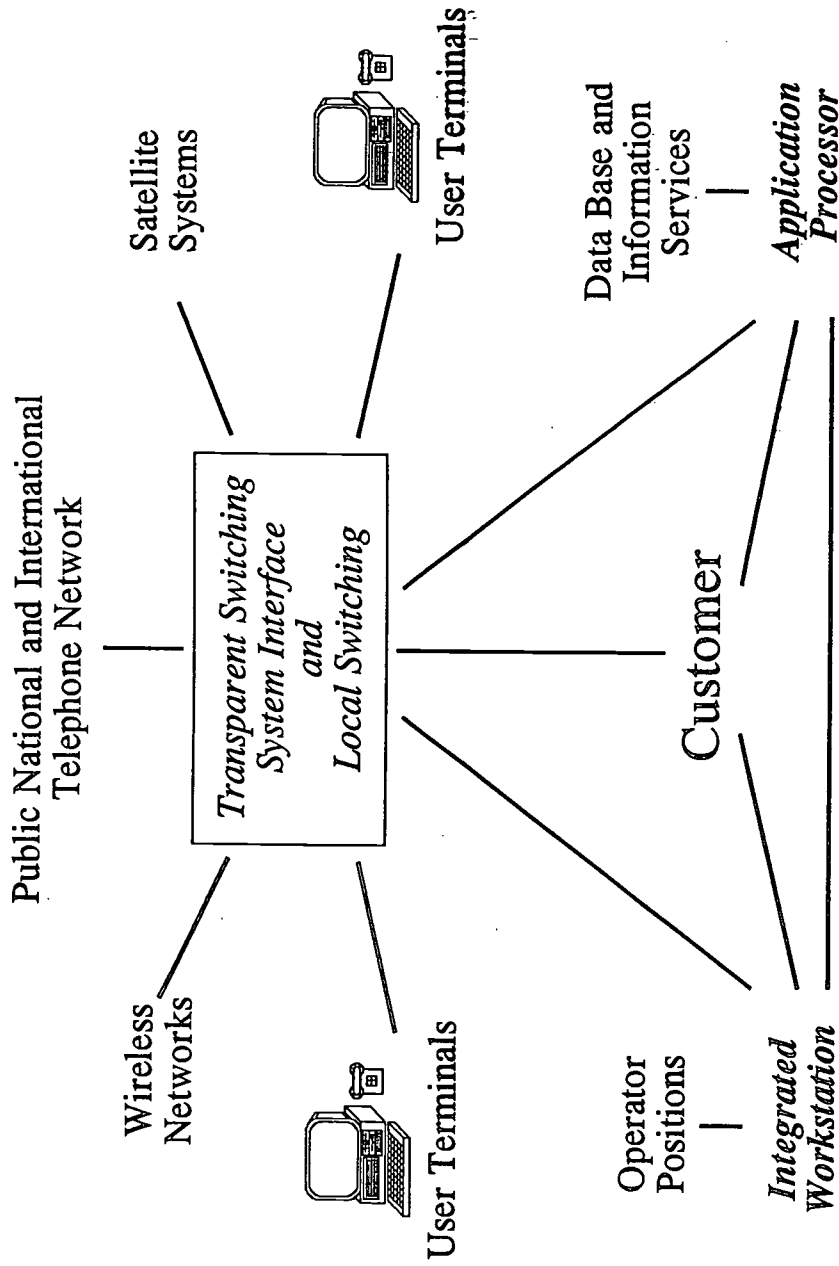 Public National and International
Telephone Network
Wireless
Networks
Satellite
Systems
Transparent Switching
System Interface
and
Local Switching
User Terminals
User Terminals
Operator
Positions
Customer
Data Base and
Information
Services
Integrated
Workstation
Application
Processor